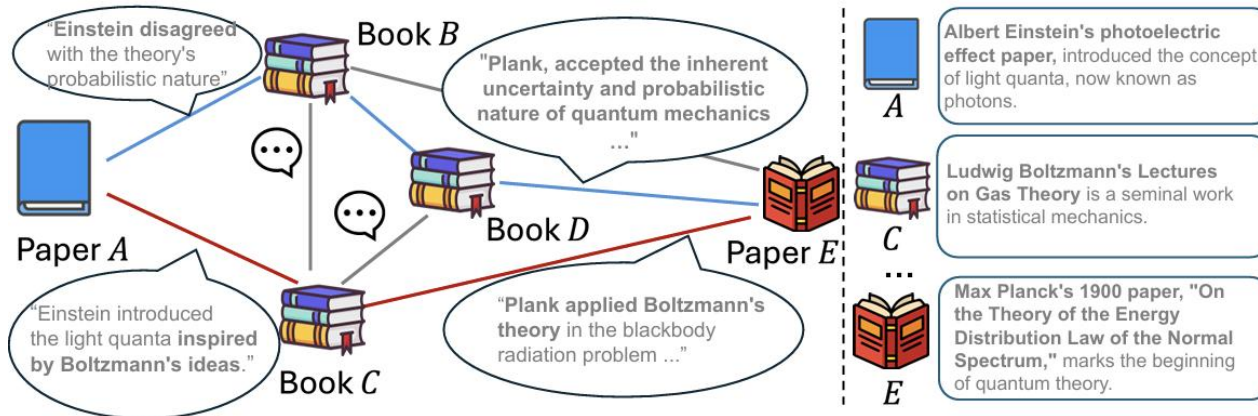 “Einstein disagreed
with the theory's
probabilistic nature”
Book B
"Plank, accepted the inherent
uncertainty and probabilistic
nature of quantum mechanics
..."
Paper A
Book D
Paper E
“Einstein introduced
the light quanta inspired
by Boltzmann's ideas.”
Book C
“Plank applied Boltzmann's
theory in the blackbody
radiation problem ...”
A
Albert Einstein's photoelectric
effect paper, introduced the concept
of light quanta, now known as
photons.
C
Ludwig Boltzmann's Lectures
on Gas Theory is a seminal work
in statistical mechanics.
...
E
Max Planck's 1900 paper, "On
the Theory of the Energy
Distribution Law of the Normal
Spectrum," marks the beginning
of quantum theory.